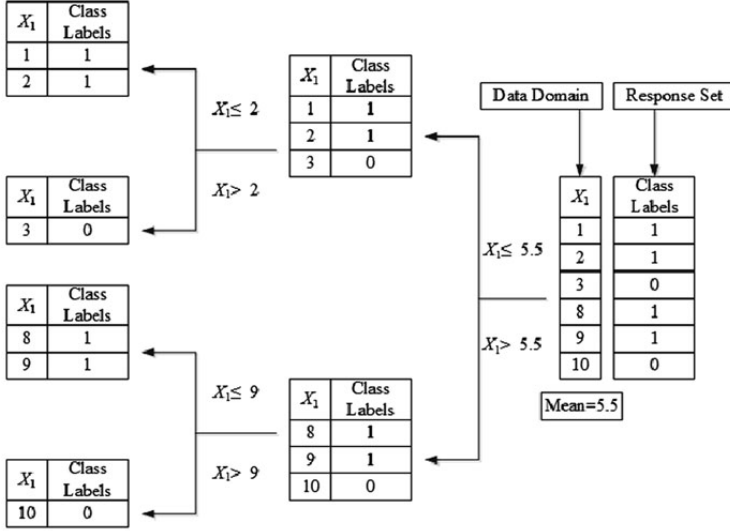 X₁ Class Labels
1 1
2 1
X₁ Class Labels
3 0
X₁ Class Labels
8 1
9 1
X₁ Class Labels
10 0
X₁≤ 2
X₁> 2
X₁≤ 9
X₁> 9
X₁ Class Labels
1 1
2 1
3 0
X₁ Class Labels
8 1
9 1
10 0
X₁≤ 5.5
X₁> 5.5
Data Domain
Response Set
X₁ Class Labels
1 1
2 1
3 0
8 1
9 1
10 0
Mean=5.5